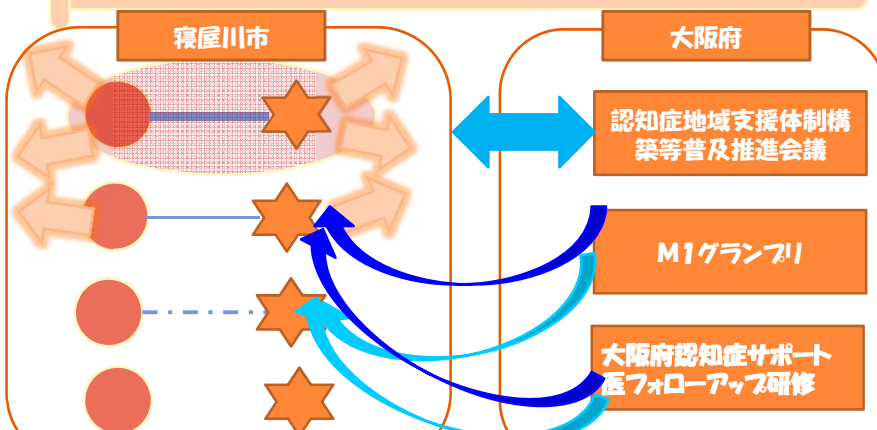 寝屋川市
大阪府
認知症地域支援体制構
築等普及推進会議
M1グランプリ
大阪府認知症サポート
医フォローアップ研修